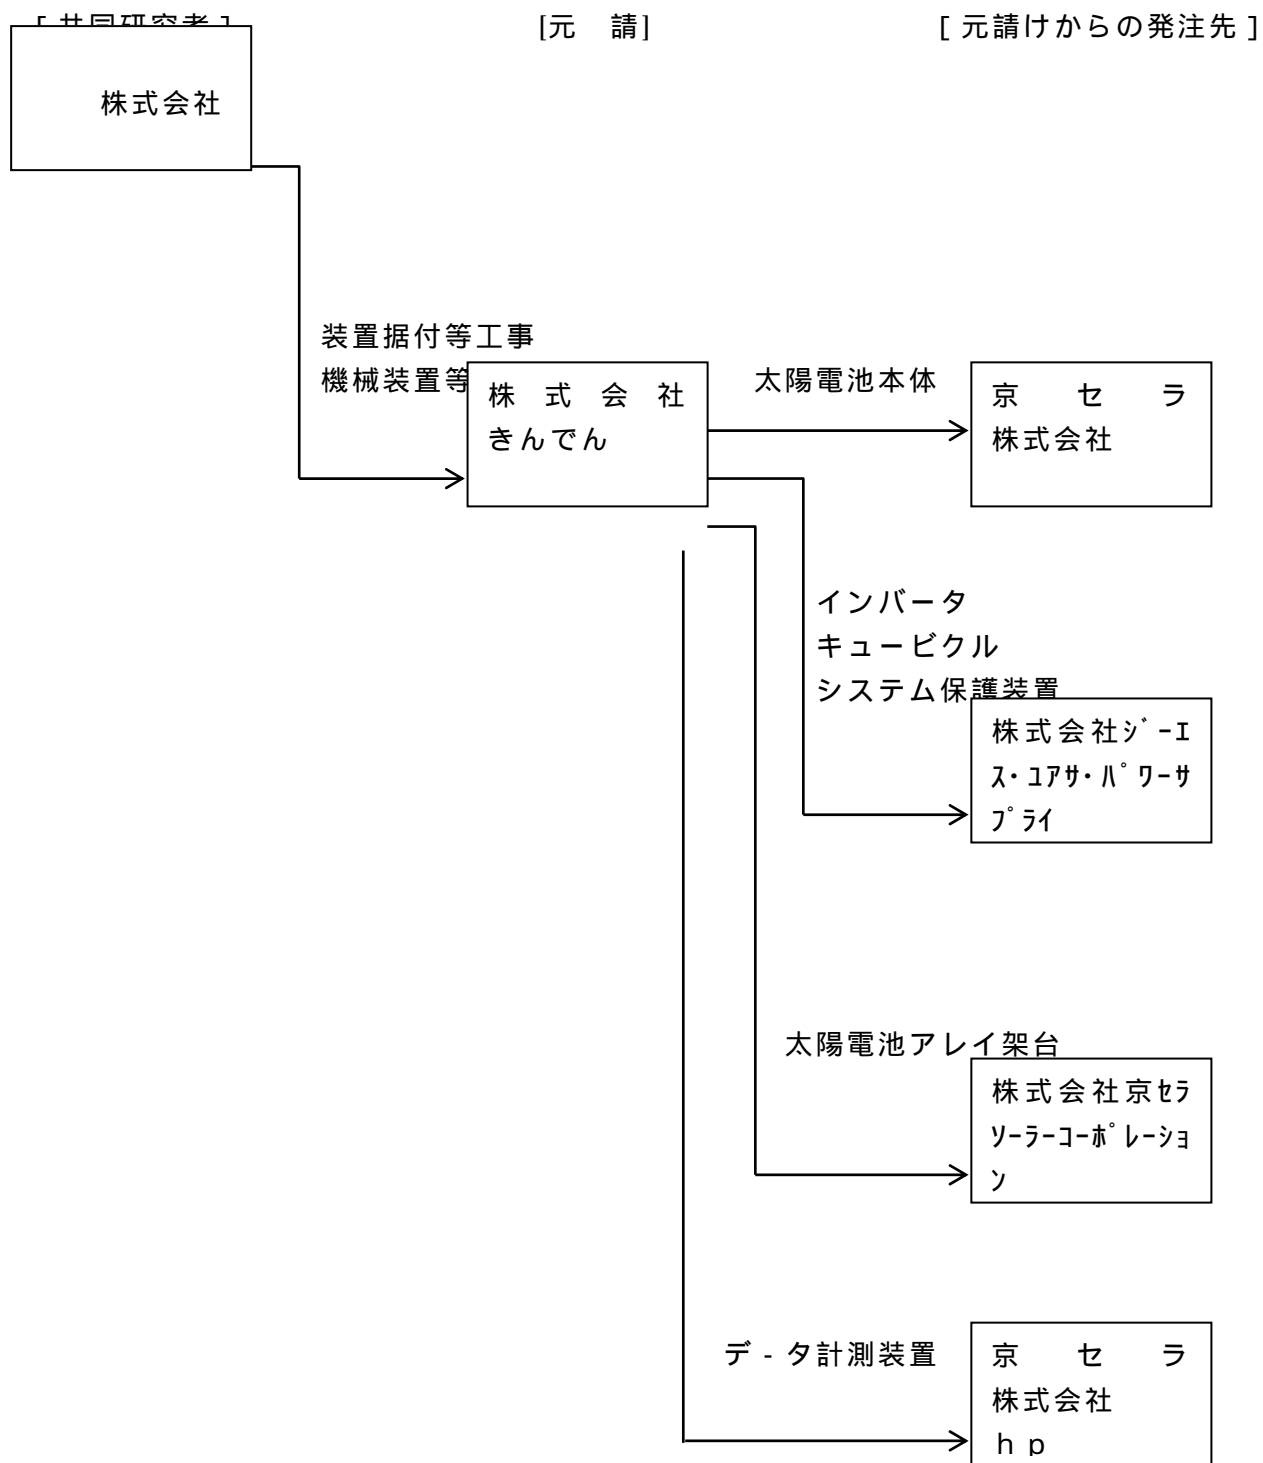 [ 共同研究者 ]
[元　請]
[ 元請けからの発注先 ]
株式会社
装置据付等工事
機械装置等
株　式　会　社
きんでん
太陽電池本体
京　セ　ラ
株式会社
インバータ
キュービクル
システム保護装置
株式会社ｼﾞｰｴ
ｽ・ﾕｱｻ・ﾊﾟﾜｰｻ
ﾌﾟﾗｲ
太陽電池アレイ架台
株式会社京ｾﾗ
ｿｰﾗｰｺｰﾎﾟﾚｰｼｮ
ﾝ
デ - タ計測装置
京　セ　ラ
株式会社
ｈｐ